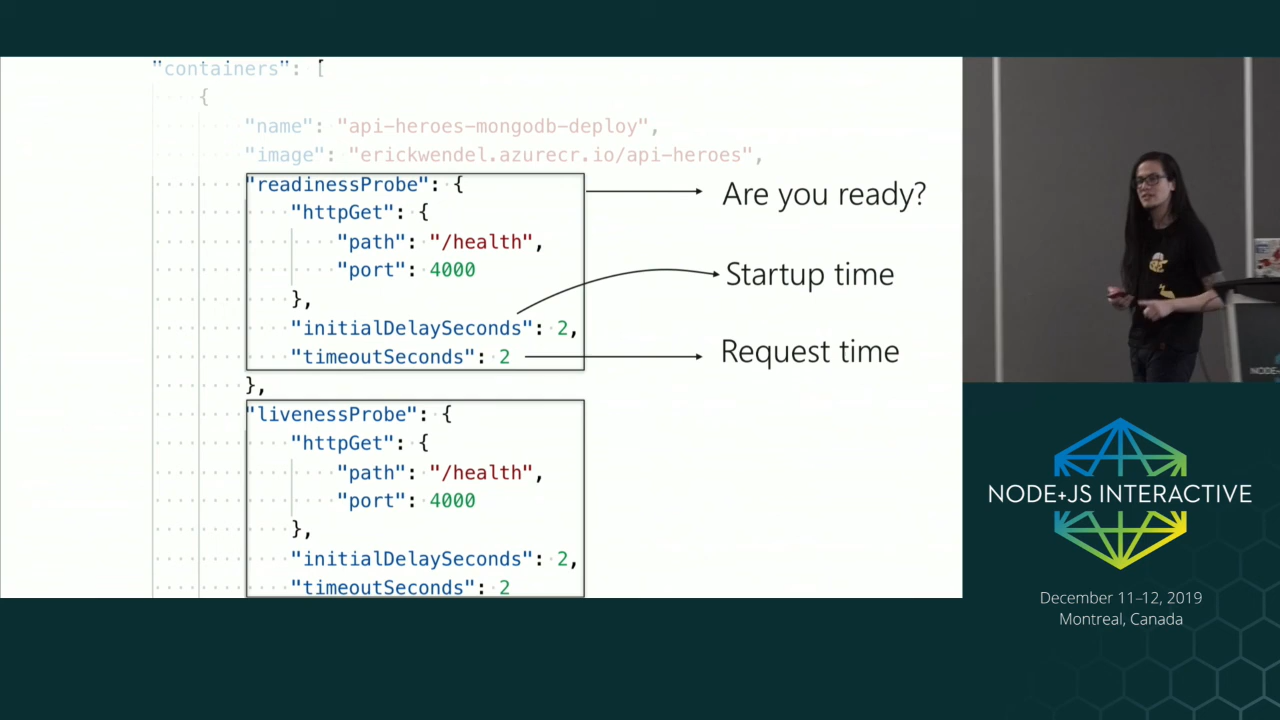 "containers": [
{
"name": "api-heroes-mongodb-deploy",
"image": "erickwendel.azurecr.io/api-heroes",
"readinessProbe": {
"httpGet": {
"path": "/health",
"port": 4000
},
"initialDelaySeconds": 2,
"timeoutSeconds": 2
},
"livenessProbe": {
"httpGet": {
"path": "/health",
"port": 4000
},
"initialDelaySeconds": 2,
"timeoutSeconds": 2
Are you ready?
Startup time
Request time
NODE+JS INTERACTIVE
December 11–12, 2019
Montreal, Canada